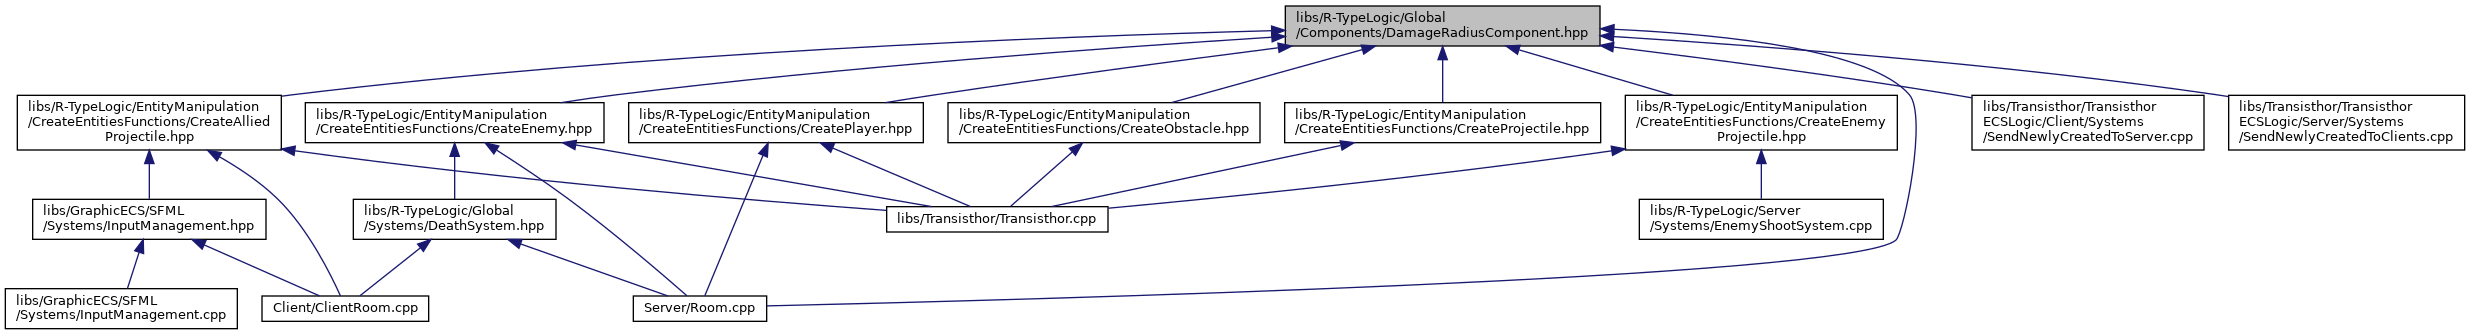 libs/R-TypeLogic/Global
/Components/DamageRadiusComponent.hpp
libs/R-TypeLogic/EntityManipulation
/CreateEntitiesFunctions/CreateAllied
Projectile.hpp
libs/R-TypeLogic/EntityManipulation
/CreateEntitiesFunctions/CreateEnemy.hpp
libs/R-TypeLogic/EntityManipulation
/CreateEntitiesFunctions/CreatePlayer.hpp
libs/R-TypeLogic/EntityManipulation
/CreateEntitiesFunctions/CreateObstacle.hpp
libs/R-TypeLogic/EntityManipulation
/CreateEntitiesFunctions/CreateProjectile.hpp
libs/R-TypeLogic/EntityManipulation
/CreateEntitiesFunctions/CreateEnemy
Projectile.hpp
libs/Transisthor/Transisthor
ECSLogic/Client/Systems
/SendNewlyCreatedToServer.cpp
libs/Transisthor/Transisthor
ECSLogic/Server/Systems
/SendNewlyCreatedToClients.cpp
libs/GraphicECS/SFML
/Systems/InputManagement.hpp
libs/R-TypeLogic/Global
/Systems/DeathSystem.hpp
libs/Transisthor/Transisthor.cpp
libs/R-TypeLogic/Server
/Systems/EnemyShootSystem.cpp
libs/GraphicECS/SFML
/Systems/InputManagement.cpp
Client/ClientRoom.cpp
Server/Room.cpp